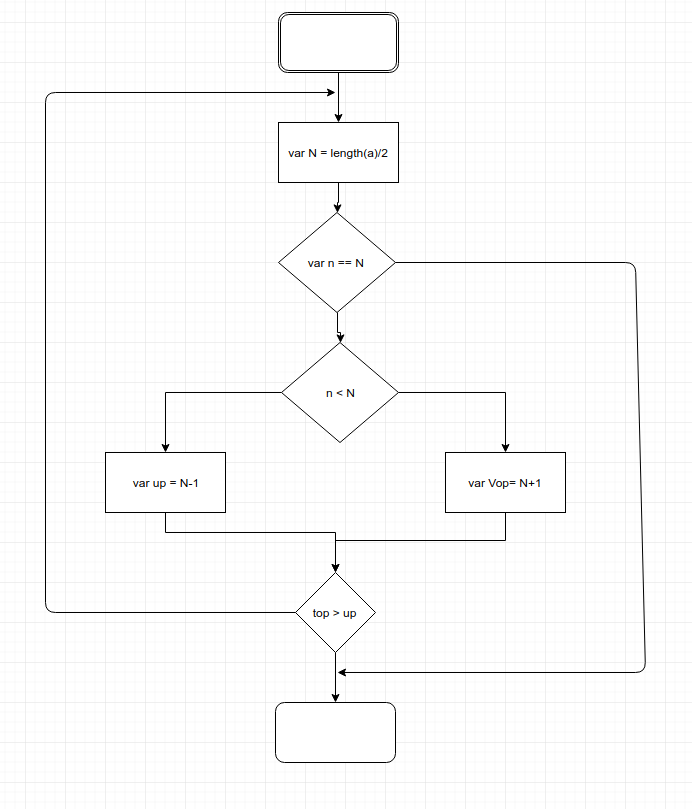 var N = length(a)/2
var n == N
n < N
var up = N-1
var Vop= N+1
top > up